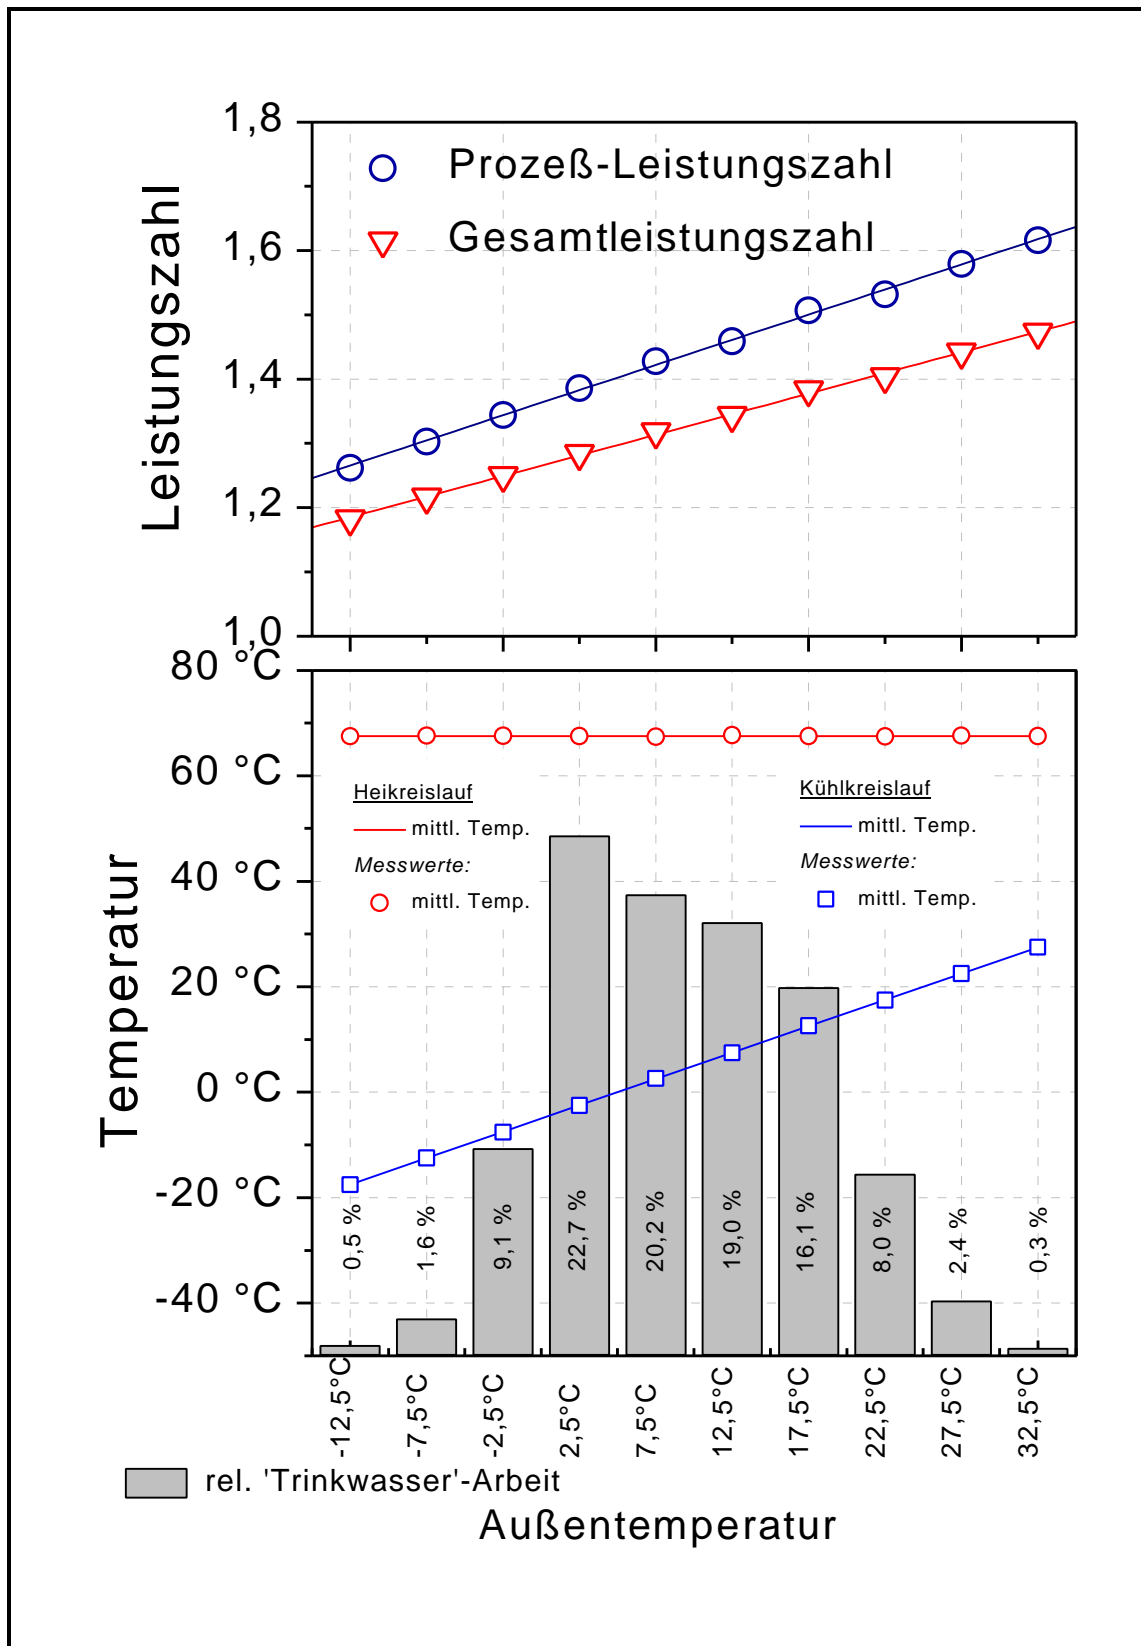 1,8
1,6
1,4
1,2
1,0
Leistungszahl
Prozeß-Leistungszahl
Gesamtleistungszahl
80 °C
60 °C
40 °C
20 °C
0 °C
-20 °C
-40 °C
Temperatur
Heikreislauf
mittl. Temp.
Messwerte:
mittl. Temp.
Kühlkreislauf
mittl. Temp.
Messwerte:
mittl. Temp.
0,5 %
1,6 %
9,1 %
22,7 %
20,2 %
19,0 %
16,1 %
8,0 %
2,4 %
0,3 %
-12,5°C
-7,5°C
-2,5°C
2,5°C
7,5°C
12,5°C
17,5°C
22,5°C
27,5°C
32,5°C
rel. 'Trinkwasser'-Arbeit
Außentemperatur